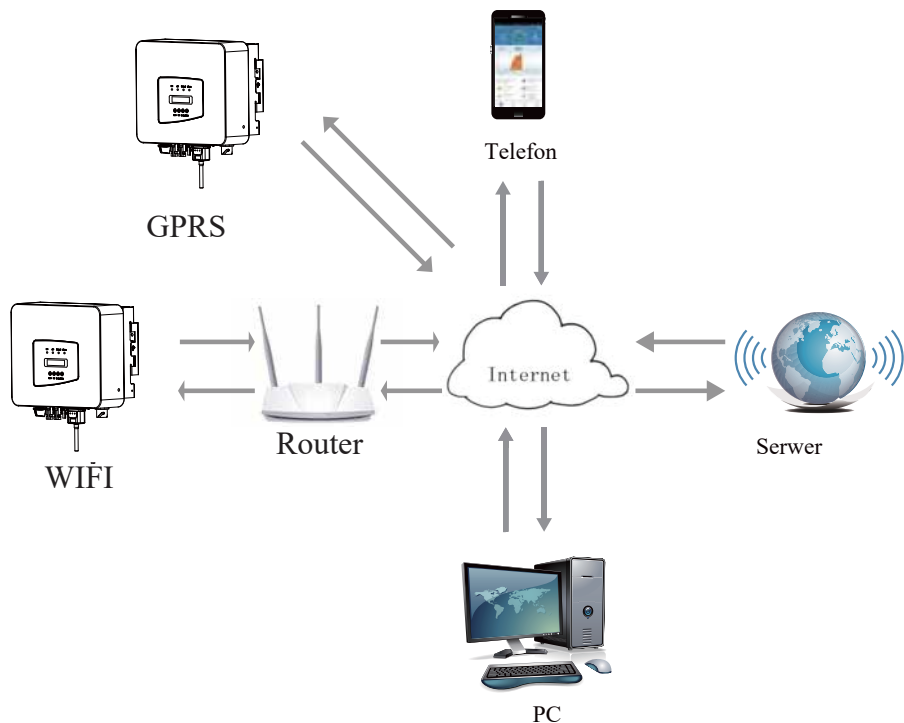 Telefon
GPRS
Internet
Router
WIFI
Serwer
PC